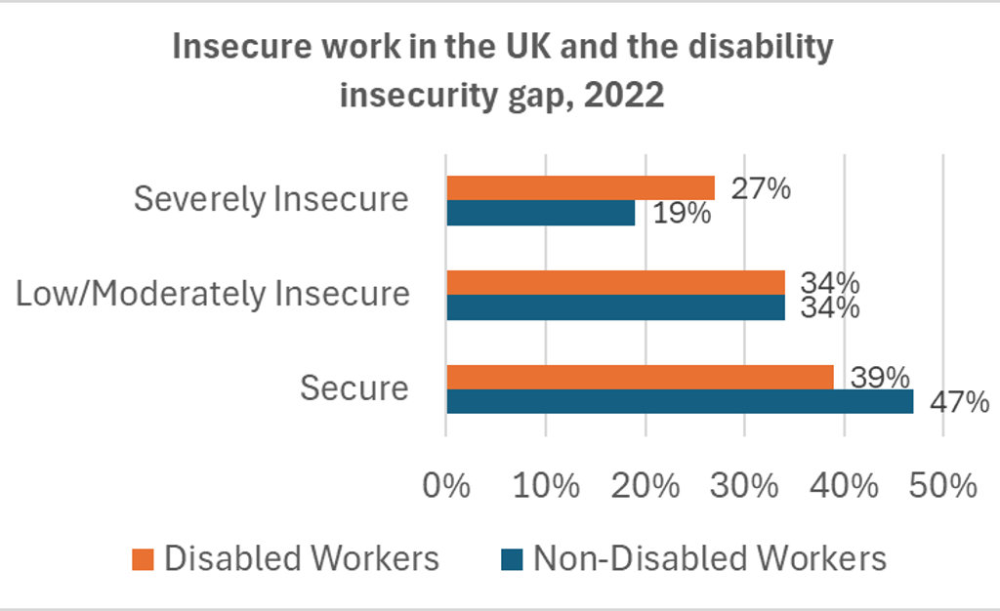 Insecure work in the UK and the disability
insecurity gap, 2022
Severely Insecure
27%
19%
Low/Moderately Insecure
34%
34%
Secure
39%
47%
0% 10% 20% 30% 40% 50%
Disabled Workers Non-Disabled Workers